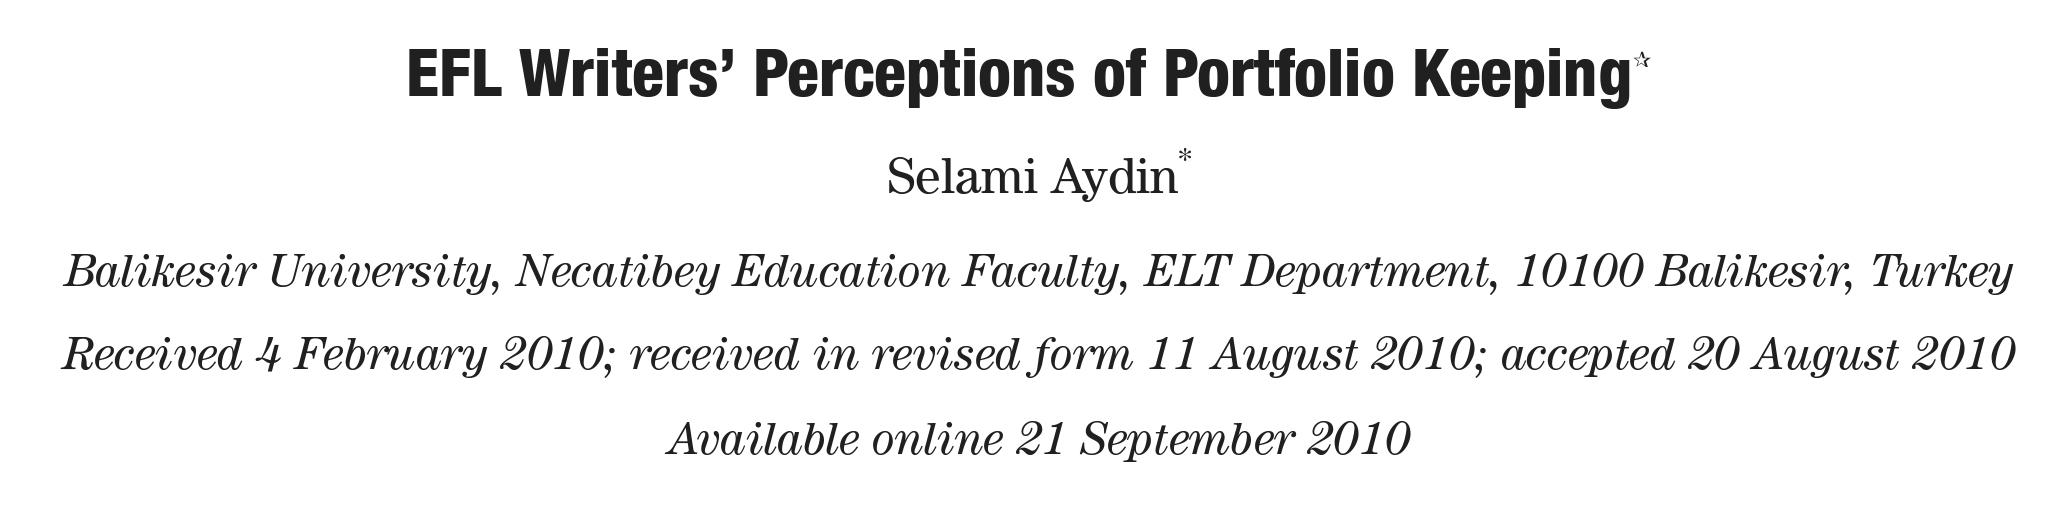 EFL Writers’ Perceptions of Portfolio Keeping☆
Selami Aydin*
Balikesir University, Necatibey Education Faculty, ELT Department, 10100 Balikesir, Turkey
Received 4 February 2010; received in revised form 11 August 2010; accepted 20 August 2010
Available online 21 September 2010